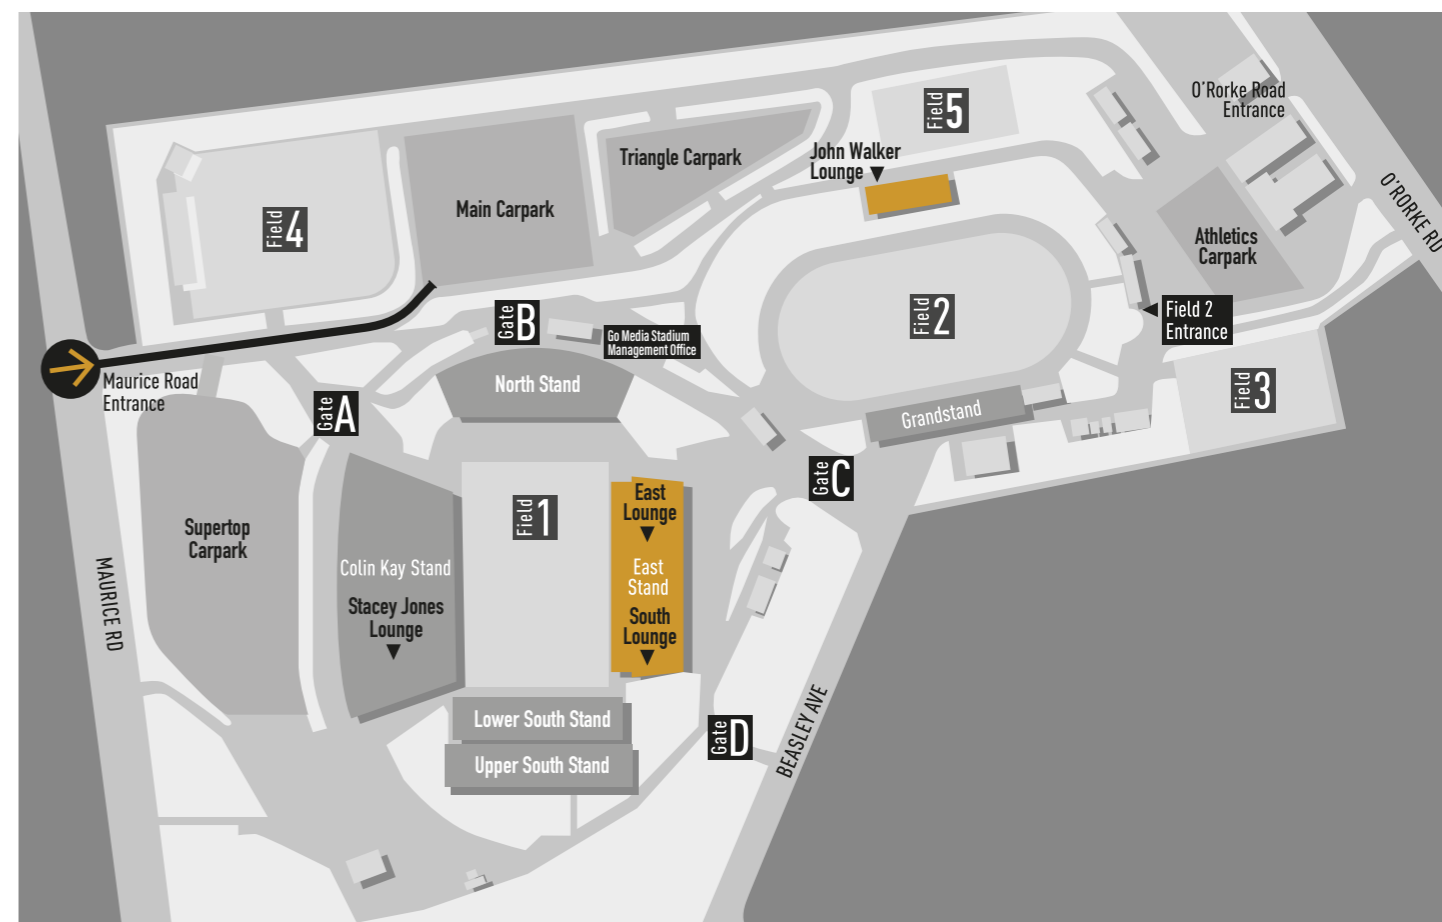 O'Rorke Road
Entrance
Field 5
John Walker
Lounge
Triangle Carpark
Main Carpark
Field 4
O'RORKE RD
Athletics
Carpark
Field 2
Field 2
Entrance
Gate B
Go Media Stadium
Management Office
Maurice Road
Entrance
North Stand
Gate A
Grandstand
Field 3
Gate C
East
Lounge
Field 1
Supertop
Carpark
Colin Kay Stand
East
Stand
Stacey Jones
Lounge
South
Lounge
MAURICE RD
Lower South Stand
Gate D
Upper South Stand
BEASLEY AVE